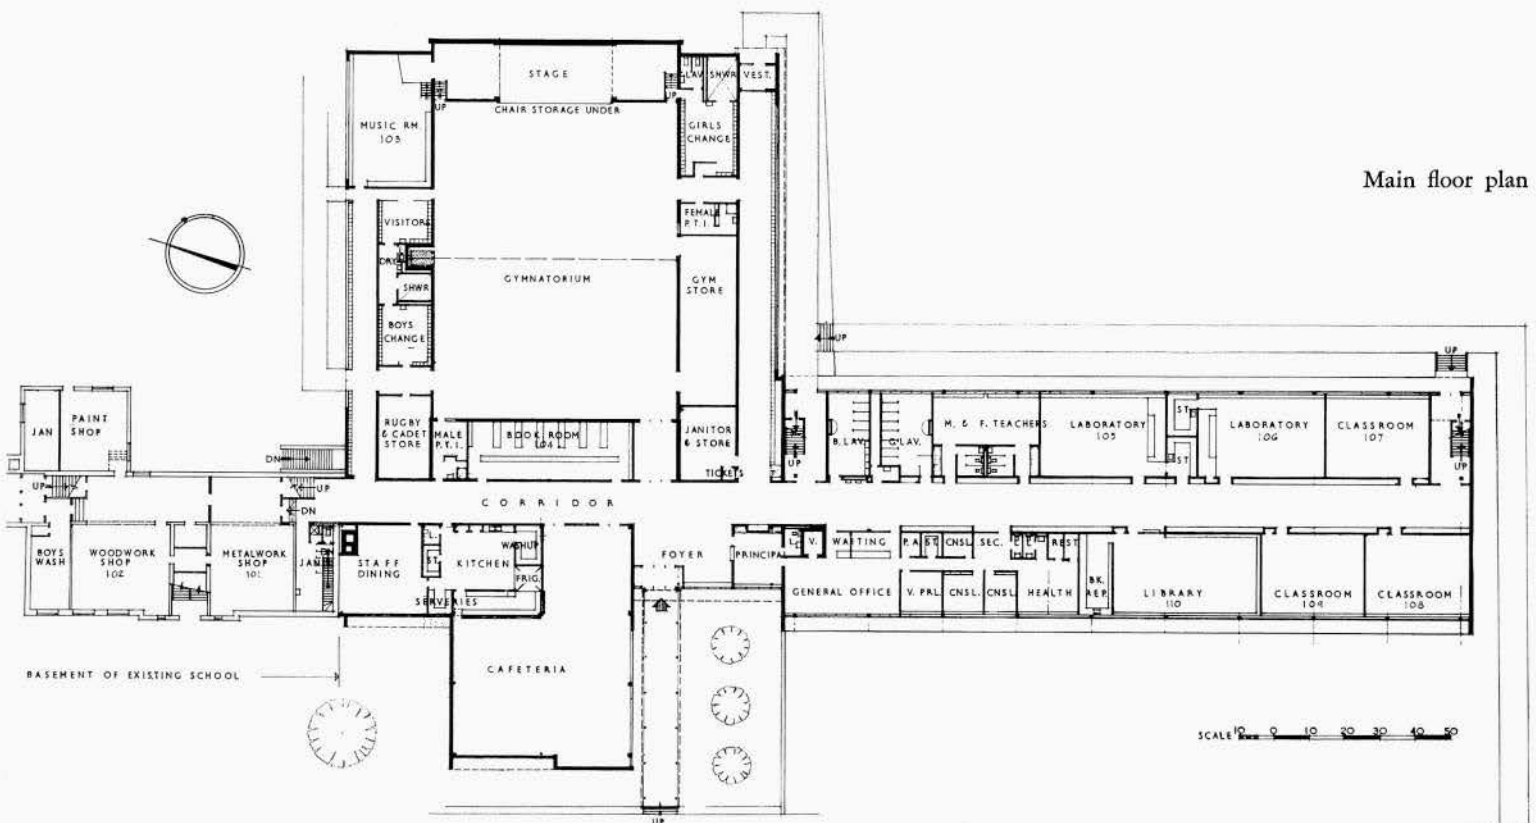 Main floor plan
STAGE
CHAIR STORAGE UNDER
UP
UP
LAV
SHWR
VEST.
MUSIC RM
103
GIRLS
CHANGE
VISITORS
FEMALE
P.T.I.
DRY
SHWR
GYMNATORIUM
GYM
STORE
BOYS
CHANGE
RUGBY
& CADET
STORE
MALE
P.T.I.
BOOK ROOM
104
JANITOR
& STORE
TICKETS
UP
UP
UP
UP
B. LAV.
G. LAV.
M. & F. TEACHERS
LABORATORY
105
ST
ST
LABORATORY
106
CLASSROOM
107
JAN
PAINT
SHOP
DN
UP
UP
DN
CORRIDOR
BOYS
WASH
WOODWORK
SHOP
102
METALWORK
SHOP
101
JAN
DN
STAFF
DINING
L.
ST.
KITCHEN
WASHUP
FRIG.
SERVERIES
FOYER
PRINCIPAL
L.
V.
WAITING
P.A.
ST.
CNSL.
SEC.
REST
GENERAL OFFICE
V. PRL.
CNSL.
CNSL.
HEALTH
BK.
REP.
LIBRARY
110
CLASSROOM
109
CLASSROOM
108
CAFETERIA
BASEMENT OF EXISTING SCHOOL
UP
SCALE 10 0 10 20 30 40 50